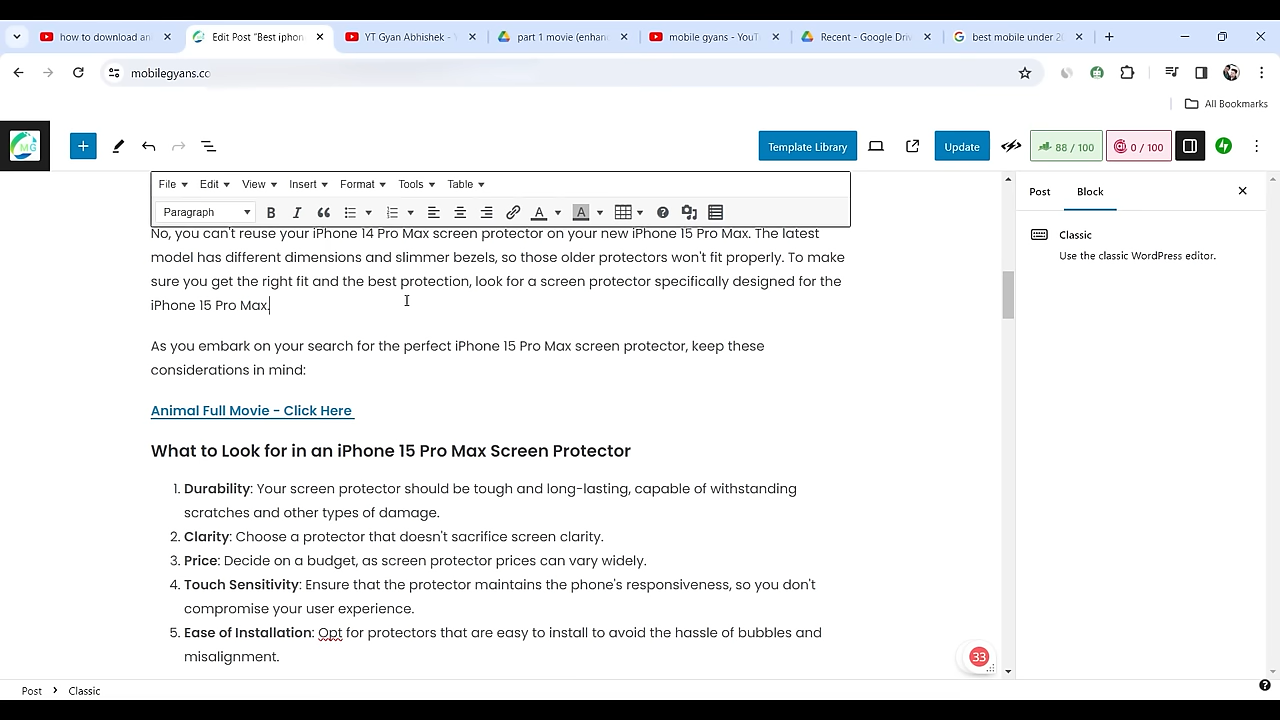 how to download an
Edit Post “Best iphon
YT Gyan Abhishek -
part 1 movie (enhan
mobile gyans - YouT
Recent - Google Driv
best mobile under 2
mobilegyans.co
All Bookmarks
MG
Template Library
Update
88 / 100
0 / 100
File Edit View Insert Format Tools Table
Paragraph
Post
Block
Classic
Use the classic WordPress editor.
No, you can't reuse your iPhone 14 Pro Max screen protector on your new iPhone 15 Pro Max. The latest
model has different dimensions and slimmer bezels, so those older protectors won't fit properly. To make
sure you get the right fit and the best protection, look for a screen protector specifically designed for the
iPhone 15 Pro Max.
As you embark on your search for the perfect iPhone 15 Pro Max screen protector, keep these
considerations in mind:
Animal Full Movie - Click Here
What to Look for in an iPhone 15 Pro Max Screen Protector
1. Durability: Your screen protector should be tough and long-lasting, capable of withstanding
scratches and other types of damage.
2. Clarity: Choose a protector that doesn't sacrifice screen clarity.
3. Price: Decide on a budget, as screen protector prices can vary widely.
4. Touch Sensitivity: Ensure that the protector maintains the phone's responsiveness, so you don't
compromise your user experience.
5. Ease of Installation: Opt for protectors that are easy to install to avoid the hassle of bubbles and
misalignment.
33
Post > Classic